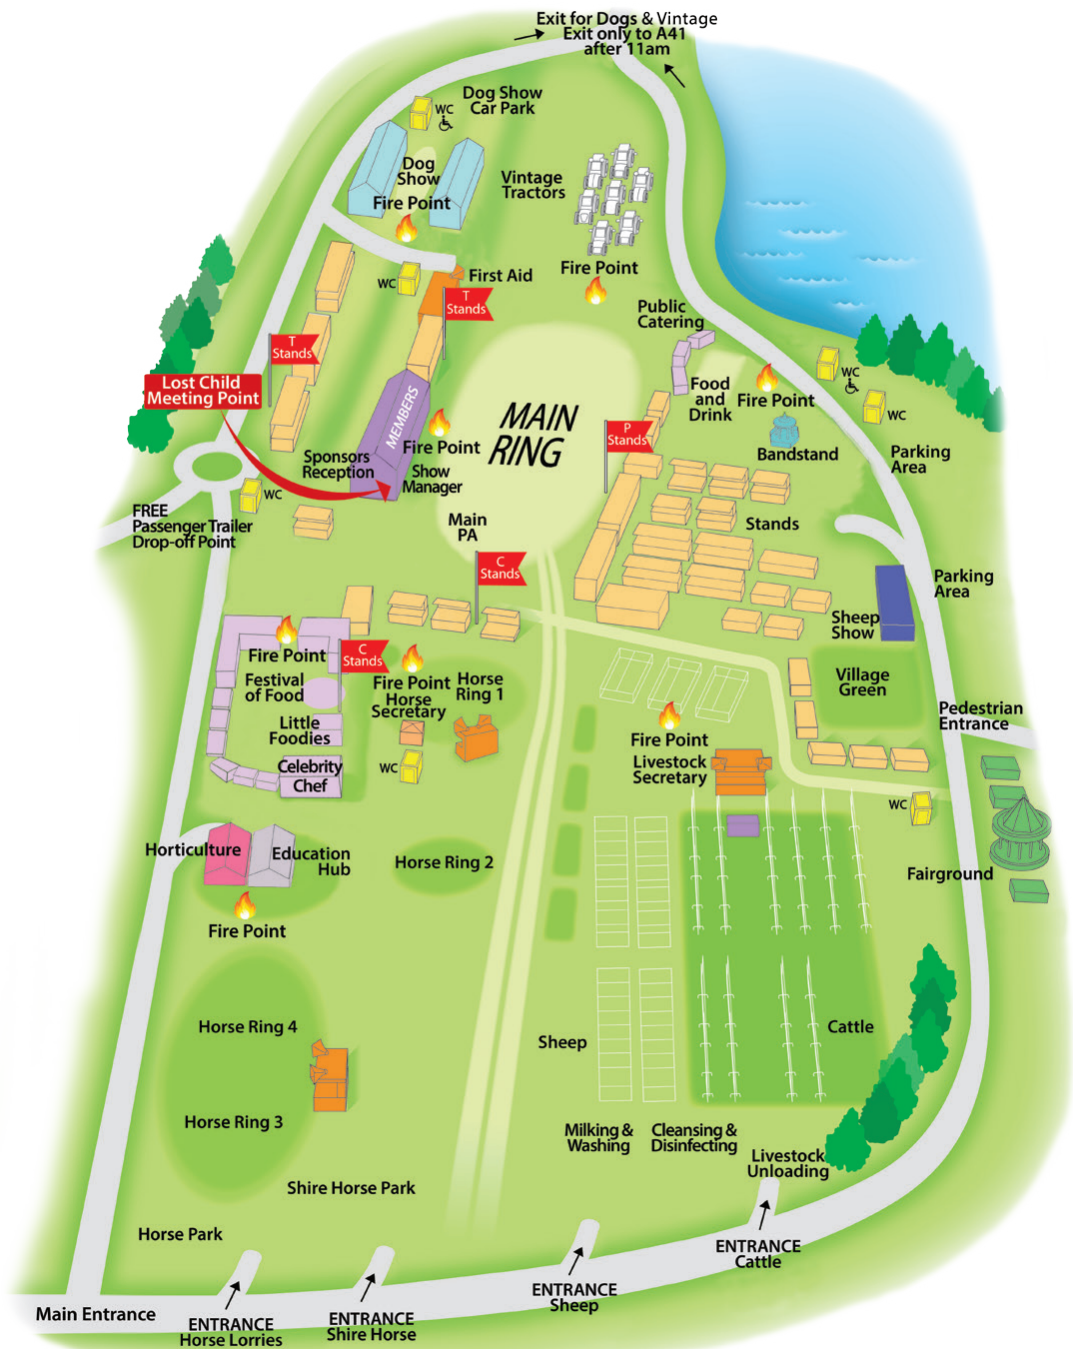 Exit for Dogs & Vintage
Exit only to A41
after 11am
Dog Show
Car Park
WC
Dog
Show
Fire Point
Vintage
Tractors
Fire Point
WC
First Aid
T
Stands
Public
Catering
T
Stands
Lost Child
Meeting Point
MEMBERS
MAIN
RING
Food
and
Drink
Fire Point
WC
WC
Bandstand
Parking
Area
P
Stands
Fire Point
Sponsors
Reception
Show
Manager
WC
FREE
Passenger Trailer
Drop-off Point
Main
PA
Stands
C
Stands
Parking
Area
Sheep
Show
Fire Point
C
Stands
Festival
of Food
Fire Point
Horse
Secretary
Horse
Ring 1
Little
Foodies
Celebrity
Chef
WC
Village
Green
Pedestrian
Entrance
Fire Point
Livestock
Secretary
WC
Fairground
Horticulture
Education
Hub
Horse Ring 2
Fire Point
Horse Ring 4
Sheep
Cattle
Horse Ring 3
Milking &
Washing
Cleansing &
Disinfecting
Livestock
Unloading
Shire Horse Park
Horse Park
ENTRANCE
Cattle
ENTRANCE
Sheep
Main Entrance
ENTRANCE
Horse Lorries
ENTRANCE
Shire Horse